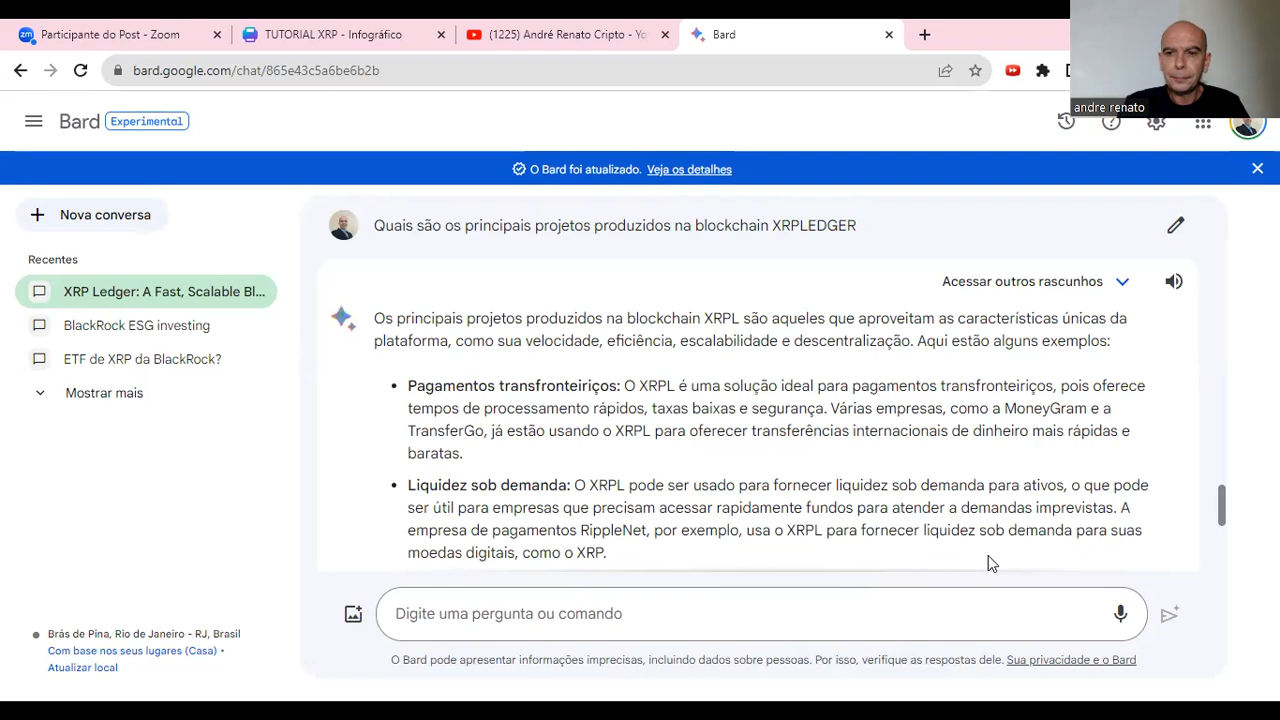 Participante do Post - Zoom
TUTORIAL XRP - Infográfico
(1225) André Renato Cripto - Yo
Bard
bard.google.com/chat/865e43c5a6be6b2b
andre renato
Bard
Experimental
O Bard foi atualizado. Veja os detalhes
Nova conversa
Recentes
XRP Ledger: A Fast, Scalable Bl...
BlackRock ESG investing
ETF de XRP da BlackRock?
Mostrar mais
Quais são os principais projetos produzidos na blockchain XRPLEDGER
Acessar outros rascunhos
Os principais projetos produzidos na blockchain XRPL são aqueles que aproveitam as características únicas da
plataforma, como sua velocidade, eficiência, escalabilidade e descentralização. Aqui estão alguns exemplos:
• Pagamentos transfronteiriços: O XRPL é uma solução ideal para pagamentos transfronteiriços, pois oferece
tempos de processamento rápidos, taxas baixas e segurança. Várias empresas, como a MoneyGram e a
TransferGo, já estão usando o XRPL para oferecer transferências internacionais de dinheiro mais rápidas e
baratas.
• Liquidez sob demanda: O XRPL pode ser usado para fornecer liquidez sob demanda para ativos, o que pode
ser útil para empresas que precisam acessar rapidamente fundos para atender a demandas imprevistas. A
empresa de pagamentos RippleNet, por exemplo, usa o XRPL para fornecer liquidez sob demanda para suas
moedas digitais, como o XRP.
Digite uma pergunta ou comando
Brás de Pina, Rio de Janeiro - RJ, Brasil
Com base nos seus lugares (Casa) •
Atualizar local
O Bard pode apresentar informações imprecisas, incluindo dados sobre pessoas. Por isso, verifique as respostas dele. Sua privacidade e o Bard